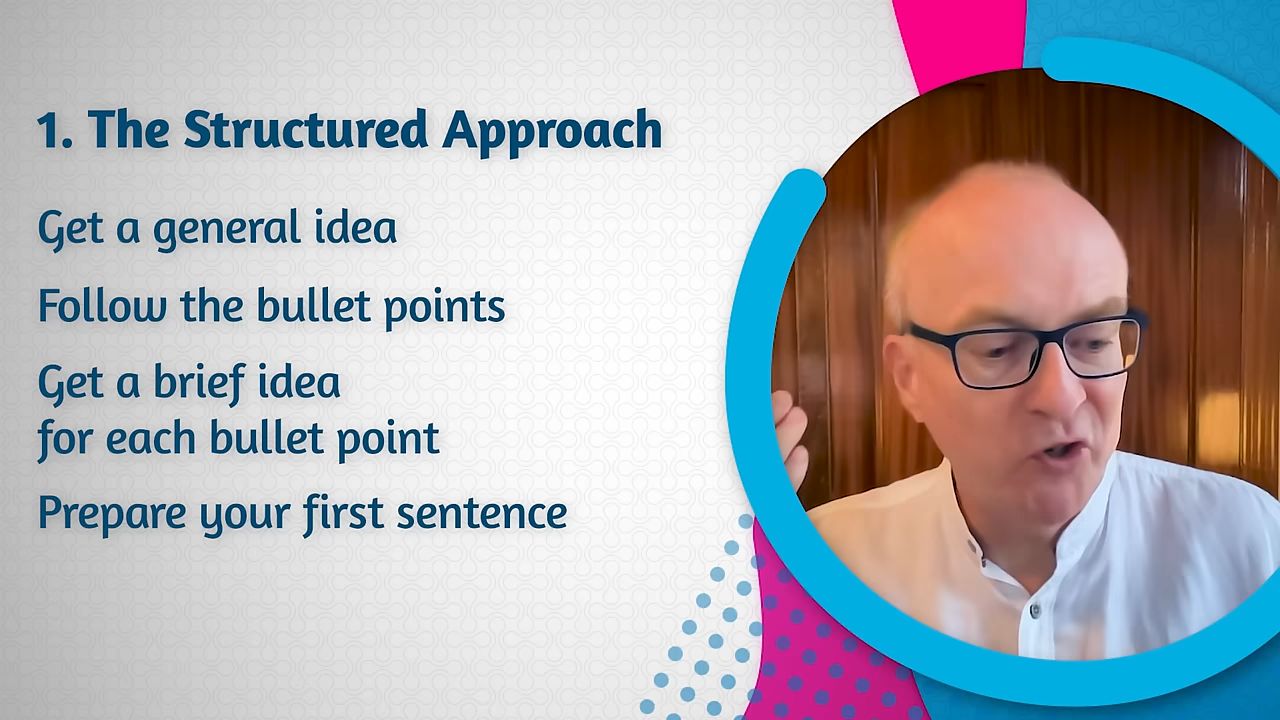 1. The Structured Approach
Get a general idea
Follow the bullet points
Get a brief idea
for each bullet point
Prepare your first sentence